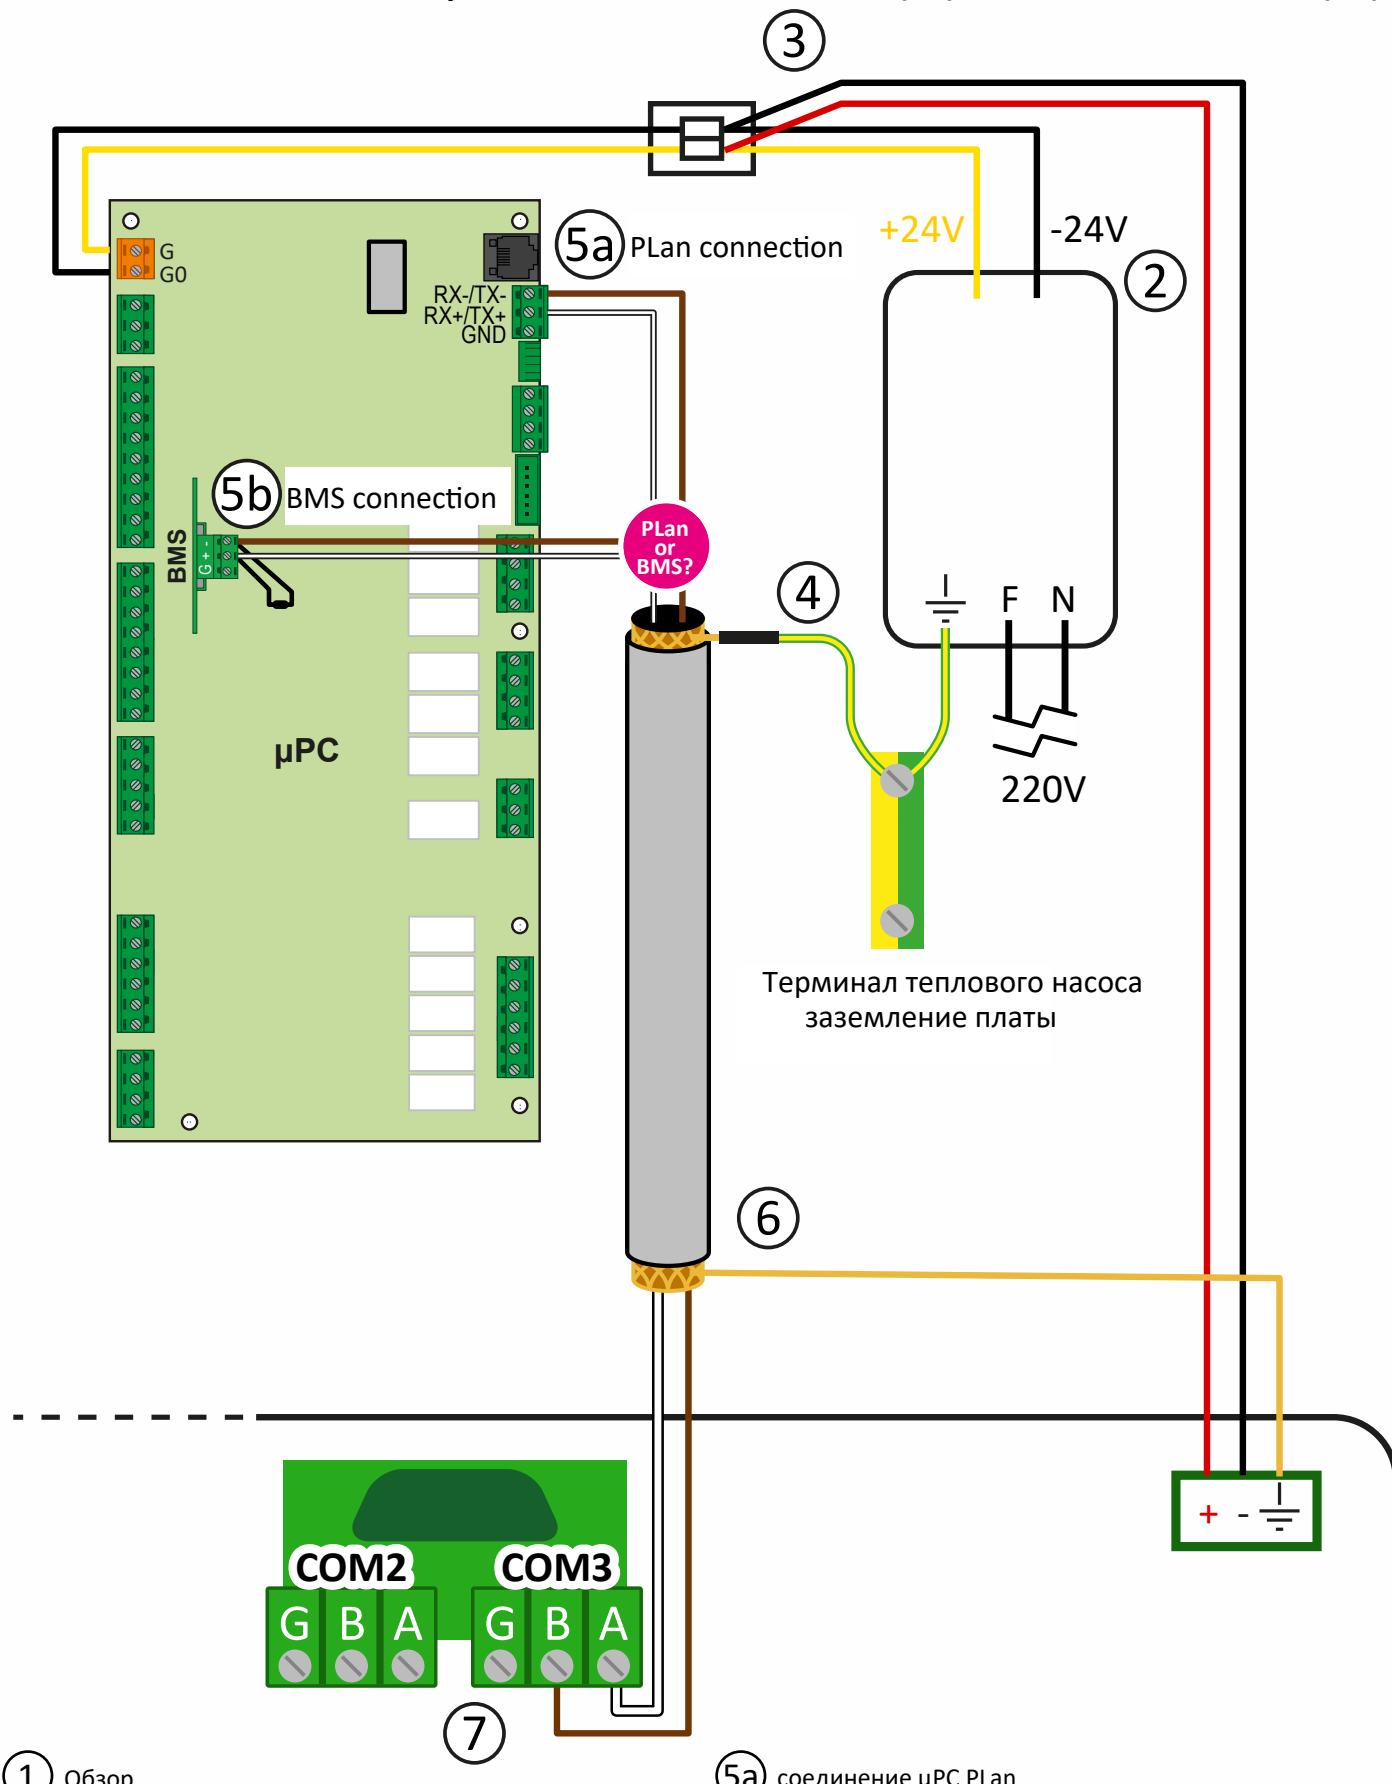 3
5a PLan connection
+24V -24V
2
G
G0
RX-/TX-
RX+/TX+
GND
5b BMS connection
PLan
or
BMS?
BMS
G + -
4
F N
µPC
220V
Терминал теплового насоса
заземление платы
6
+ -
COM2 COM3
G B A G B A
7
1 Обзор
5a соединение µPC PLan